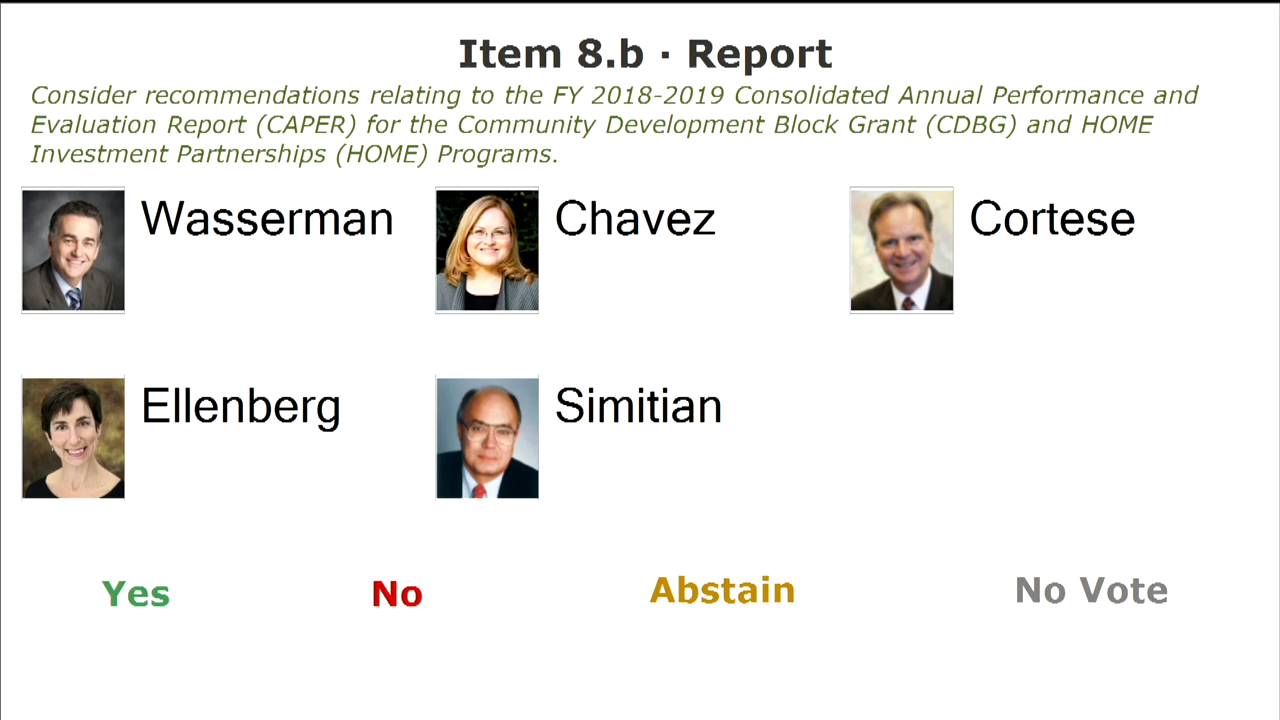 Item 8.b · Report
Consider recommendations relating to the FY 2018-2019 Consolidated Annual Performance and
Evaluation Report (CAPER) for the Community Development Block Grant (CDBG) and HOME
Investment Partnerships (HOME) Programs.
Wasserman
Chavez
Cortese
Ellenberg
Simitian
Yes
No
Abstain
No Vote